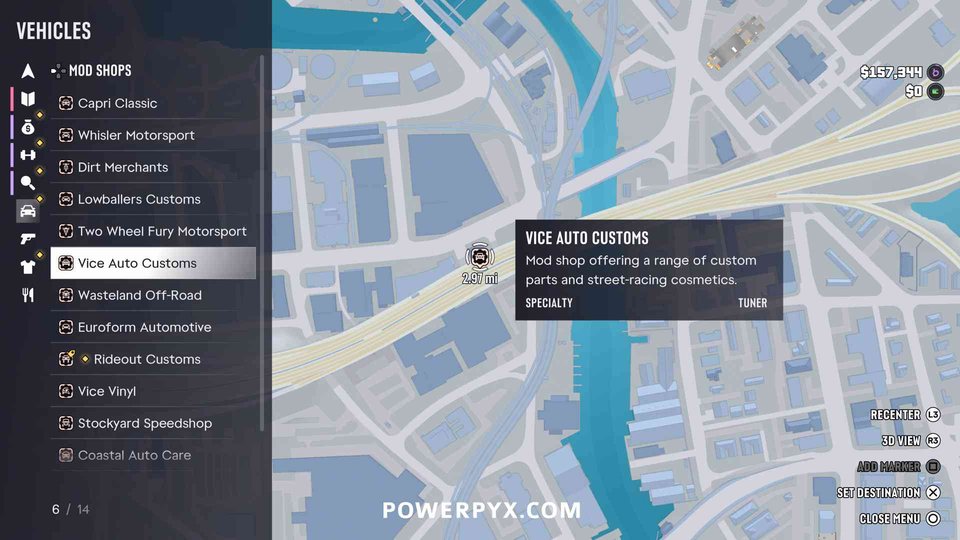 VEHICLES
MOD SHOPS
Capri Classic
Whisler Motorsport
Dirt Merchants
Lowballers Customs
Two Wheel Fury Motorsport
Vice Auto Customs
Wasteland Off-Road
Euroform Automotive
Rideout Customs
Vice Vinyl
Stockyard Speedshop
Coastal Auto Care
6 / 14
$157,344
$0
2.97 mi
VICE AUTO CUSTOMS
Mod shop offering a range of custom
parts and street-racing cosmetics.
SPECIALTY TUNER
RECENTER L3
3D VIEW R3
ADD MARKER
SET DESTINATION
CLOSE MENU
POWERPYX.COM